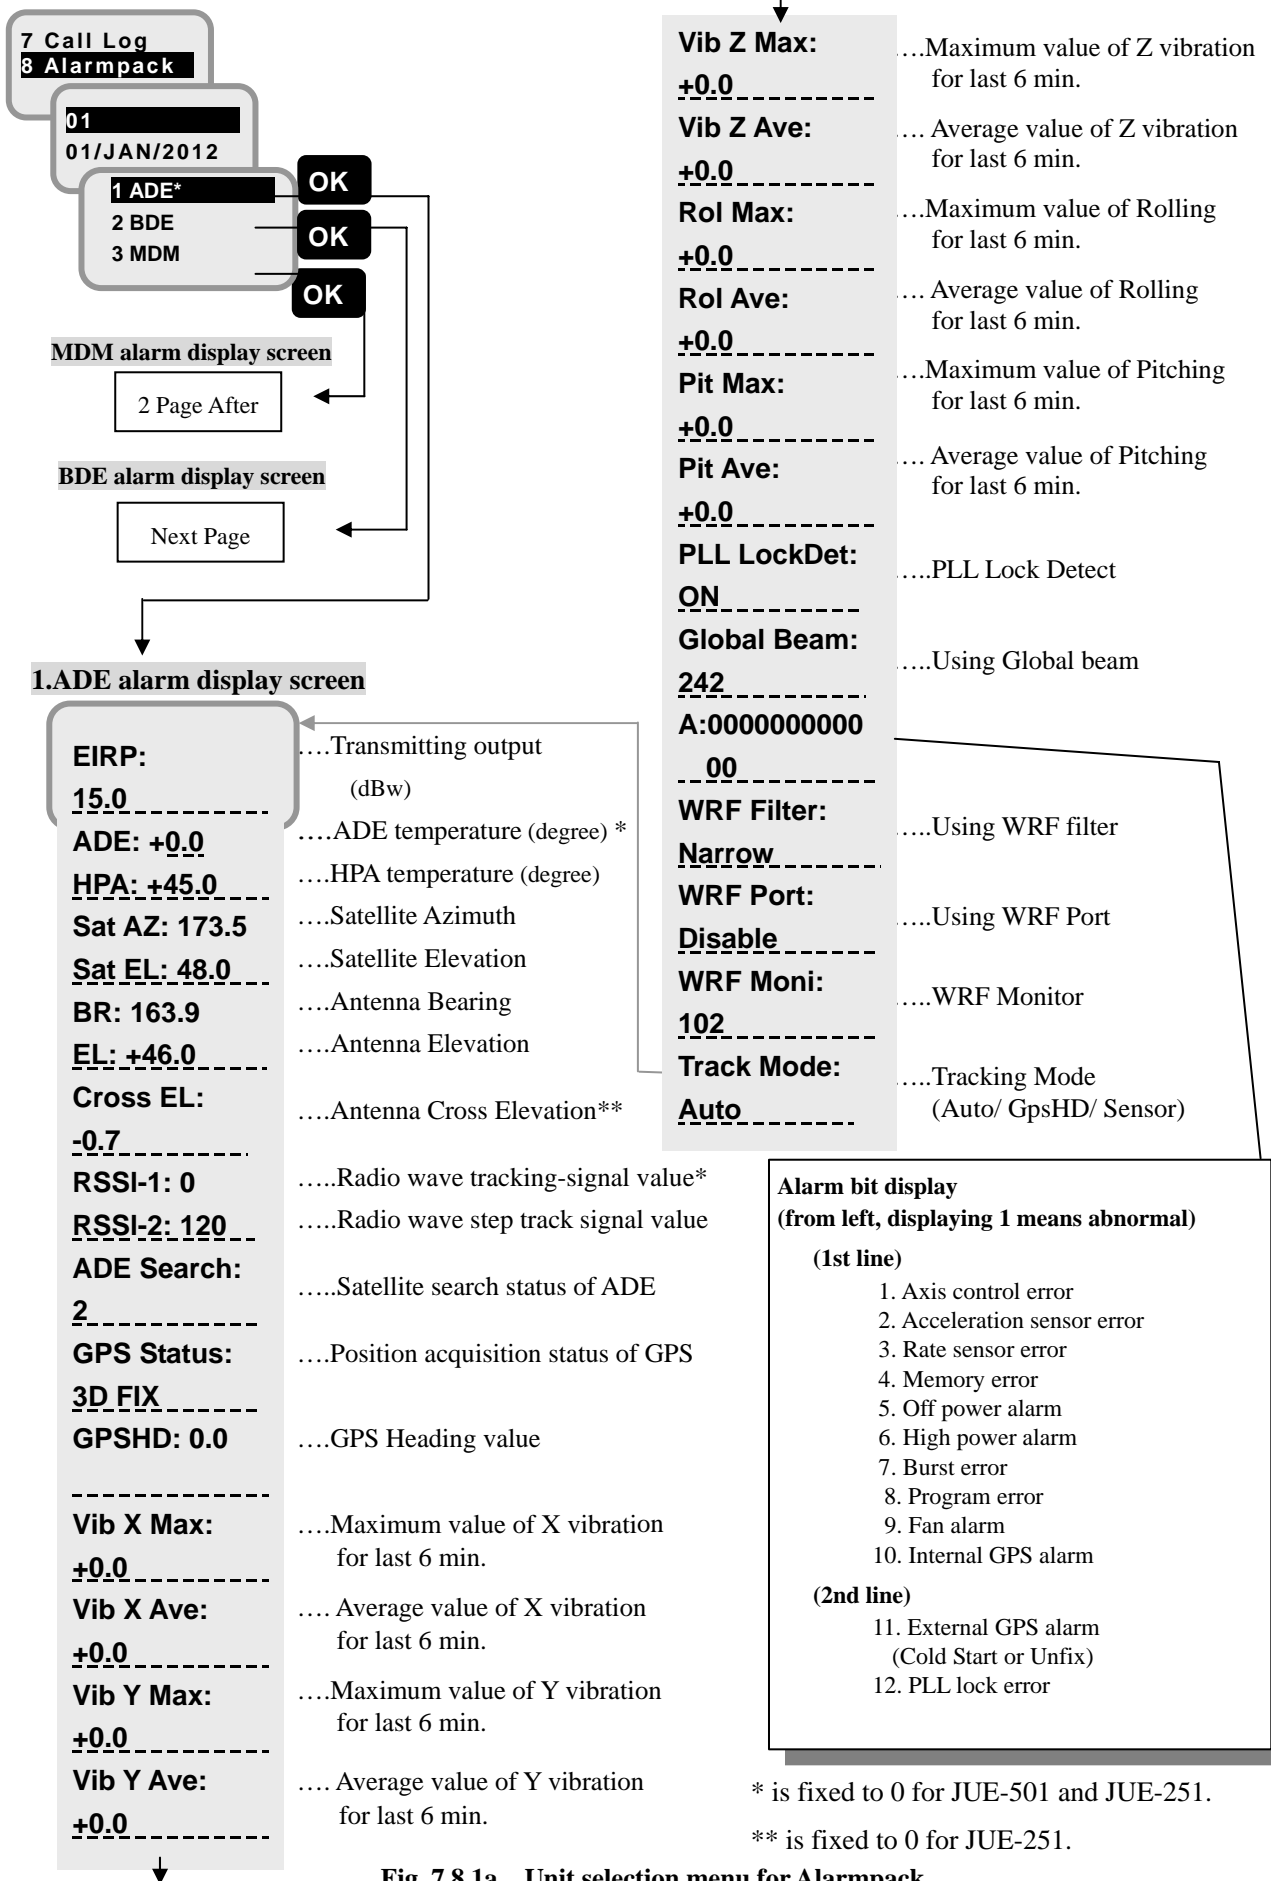 7 Call Log
8 Alarmpack
01
01/JAN/2012
1 ADE*
2 BDE
3 MDM
OK
OK
OK
MDM alarm display screen
2 Page After
BDE alarm display screen
Next Page
1.ADE alarm display screen
EIRP:
15.0
….Transmitting output
(dBw)
ADE: +0.0
….ADE temperature (degree) *
HPA: +45.0
….HPA temperature (degree)
Sat AZ: 173.5
….Satellite Azimuth
Sat EL: 48.0
….Satellite Elevation
BR: 163.9
….Antenna Bearing
EL: +46.0
….Antenna Elevation
Cross EL:
-0.7
….Antenna Cross Elevation**
RSSI-1: 0
…..Radio wave tracking-signal value*
RSSI-2: 120
…..Radio wave step track signal value
ADE Search:
2
…..Satellite search status of ADE
GPS Status:
3D FIX
….Position acquisition status of GPS
GPSHD: 0.0
….GPS Heading value
Vib X Max:
+0.0
….Maximum value of X vibration
for last 6 min.
Vib X Ave:
+0.0
…. Average value of X vibration
for last 6 min.
Vib Y Max:
+0.0
….Maximum value of Y vibration
for last 6 min.
Vib Y Ave:
+0.0
…. Average value of Y vibration
for last 6 min.
Vib Z Max:
+0.0
….Maximum value of Z vibration
for last 6 min.
Vib Z Ave:
+0.0
…. Average value of Z vibration
for last 6 min.
Rol Max:
+0.0
….Maximum value of Rolling
for last 6 min.
Rol Ave:
+0.0
…. Average value of Rolling
for last 6 min.
Pit Max:
+0.0
….Maximum value of Pitching
for last 6 min.
Pit Ave:
+0.0
…. Average value of Pitching
for last 6 min.
PLL LockDet:
ON
…..PLL Lock Detect
Global Beam:
242
…..Using Global beam
A:0000000000
00
WRF Filter:
Narrow
…..Using WRF filter
WRF Port:
Disable
…..Using WRF Port
WRF Moni:
102
…..WRF Monitor
Track Mode:
Auto
…..Tracking Mode
(Auto/ GpsHD/ Sensor)
Alarm bit display
(from left, displaying 1 means abnormal)
(1st line)
1. Axis control error
2. Acceleration sensor error
3. Rate sensor error
4. Memory error
5. Off power alarm
6. High power alarm
7. Burst error
8. Program error
9. Fan alarm
10. Internal GPS alarm
(2nd line)
11. External GPS alarm
(Cold Start or Unfix)
12. PLL lock error
* is fixed to 0 for JUE-501 and JUE-251.
** is fixed to 0 for JUE-251.
Fig. 7.8.1a Unit selection menu for Alarmpack